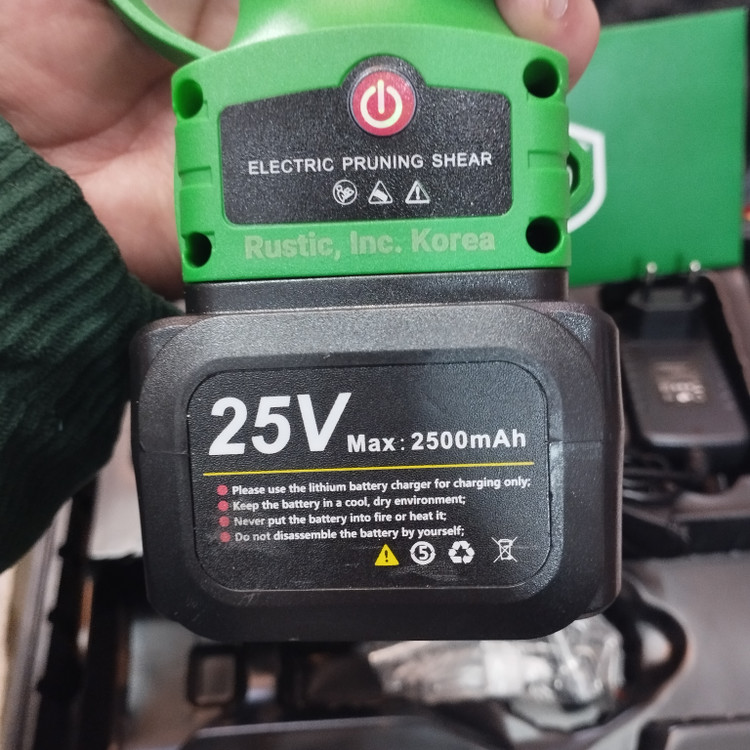 ELECTRIC PRUNING SHEAR
Rustic, Inc. Korea
25V Max: 2500mAh
Please use the lithium battery charger for charging only;
Keep the battery in a cool, dry environment;
Never put the battery into fire or heat it;
Do not disassemble the battery by yourself;
5